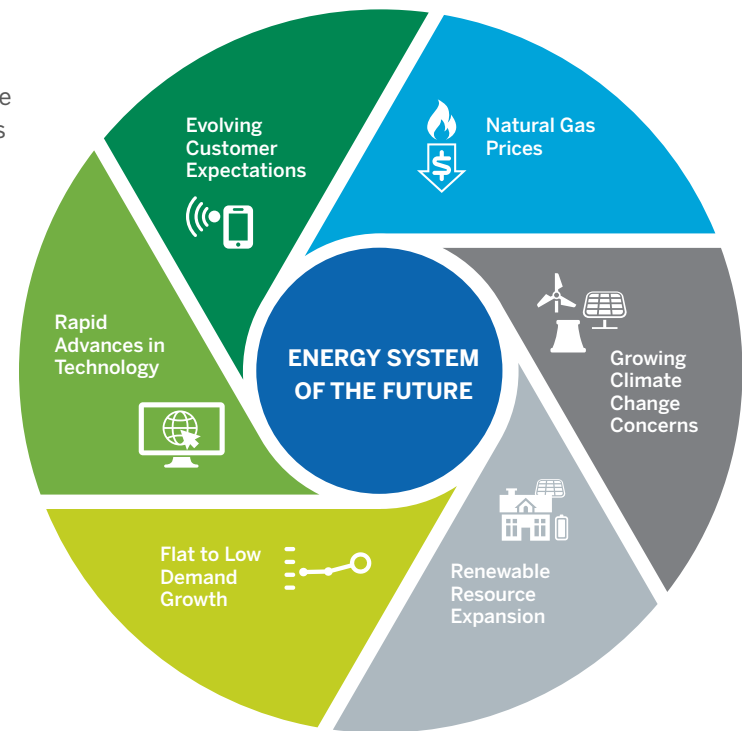 e
s
Evolving
Customer
Expectations
Natural Gas
Prices
$
Rapid
Advances in
Technology
ENERGY SYSTEM
OF THE FUTURE
Growing
Climate
Change
Concerns
Flat to Low
Demand
Growth
Renewable
Resource
Expansion